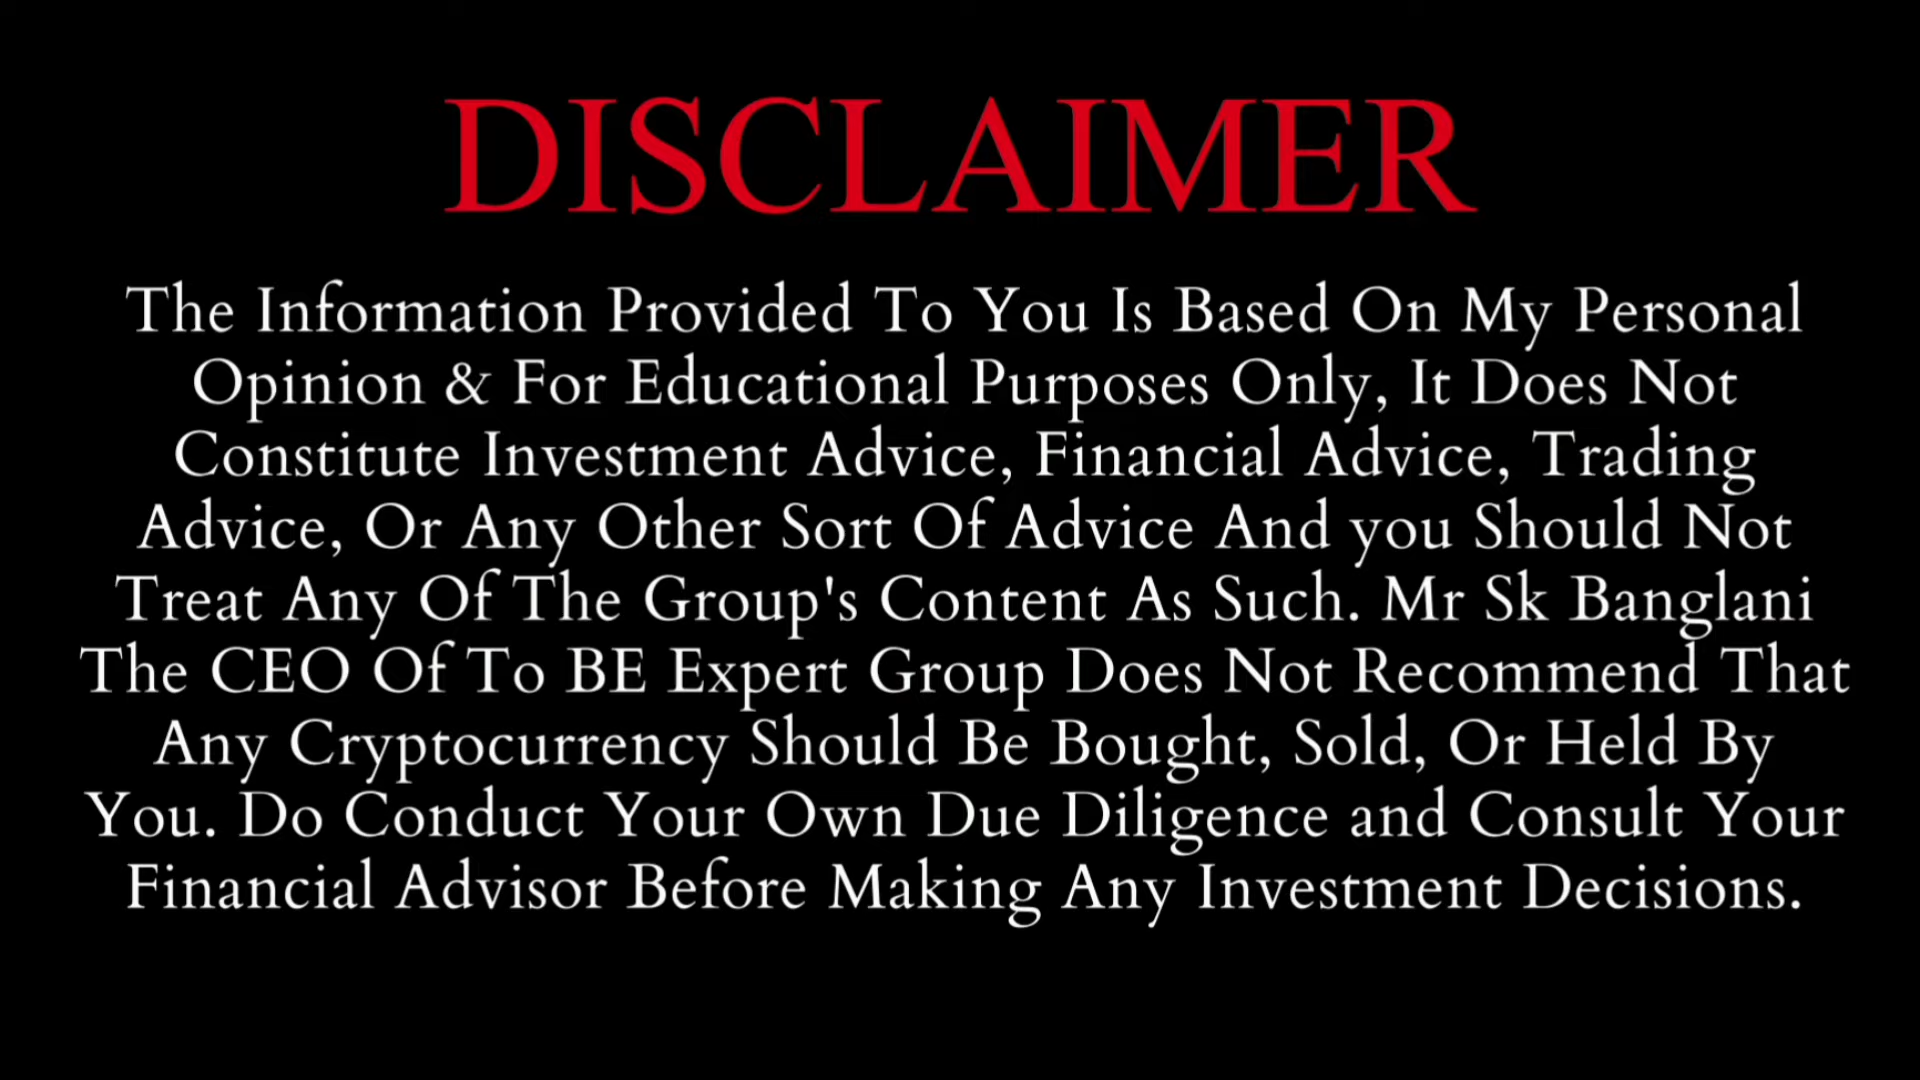 DISCLAIMER
The Information Provided To You Is Based On My Personal
Opinion & For Educational Purposes Only, It Does Not
Constitute Investment Advice, Financial Advice, Trading
Advice, Or Any Other Sort Of Advice And you Should Not
Treat Any Of The Group's Content As Such. Mr Sk Banglani
The CEO Of To BE Expert Group Does Not Recommend That
Any Cryptocurrency Should Be Bought, Sold, Or Held By
You. Do Conduct Your Own Due Diligence and Consult Your
Financial Advisor Before Making Any Investment Decisions.